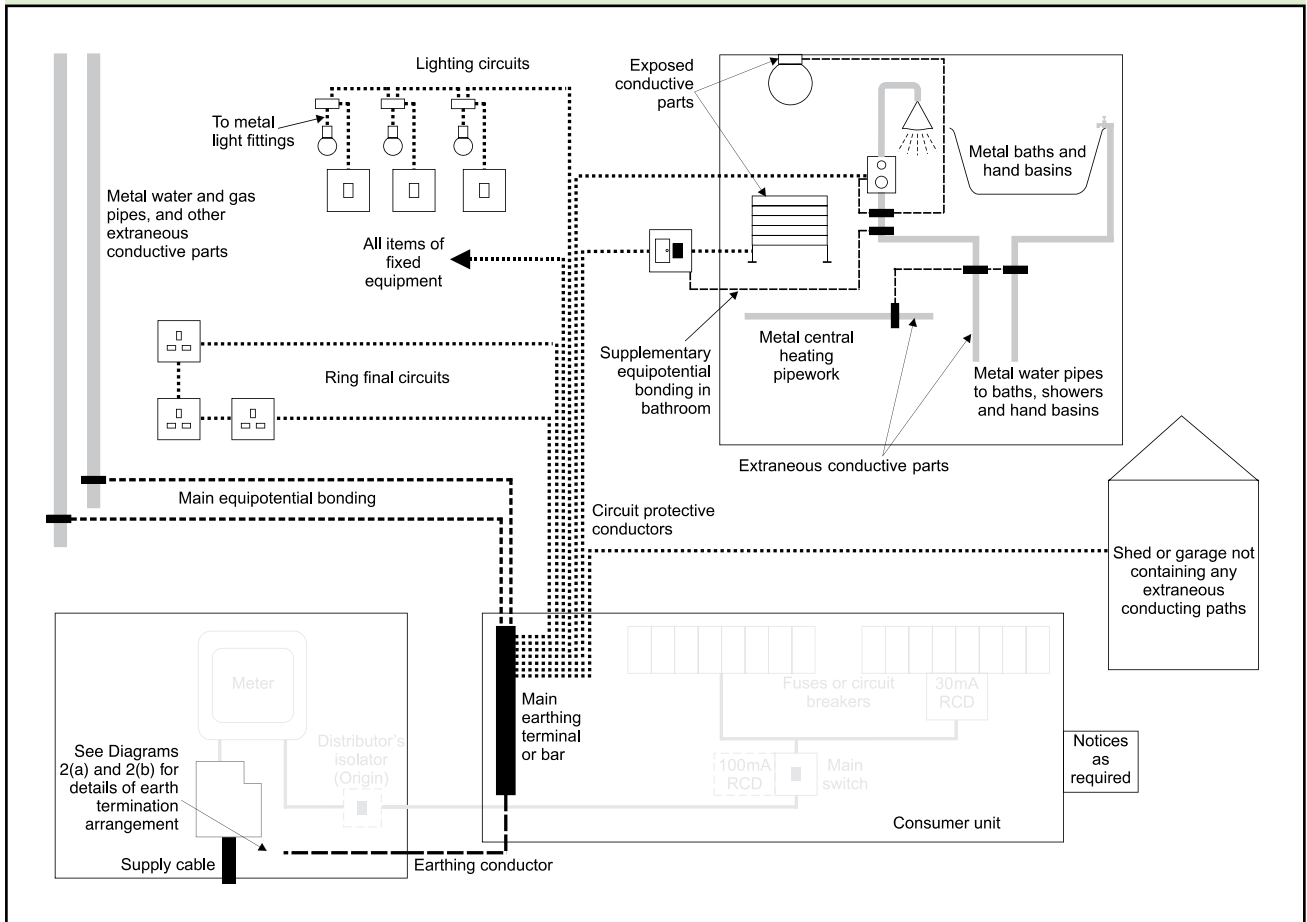 Lighting circuits
To metal
light fittings
Metal water and gas
pipes, and other
extraneous
conductive parts
All items of
fixed
equipment
Ring final circuits
Main equipotential bonding
Exposed
conductive
parts
Metal baths and
hand basins
Supplementary
equipotential
bonding in
bathroom
Metal central
heating
pipework
Metal water pipes
to baths, showers
and hand basins
Extraneous conductive parts
Circuit protective
conductors
Shed or garage not
containing any
extraneous
conducting paths
Meter
See Diagrams
2(a) and 2(b) for
details of earth
termination
arrangement
Distributor's
isolator
(Origin)
Supply cable
Earthing conductor
Main
earthing
terminal
or bar
Fuses or circuit
breakers
30mA
RCD
100mA
RCD
Main
switch
Consumer unit
Notices
as
required